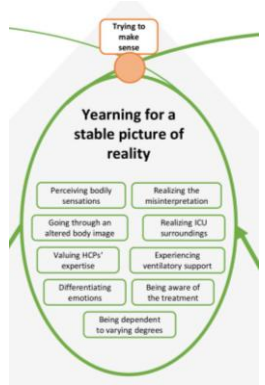 Trying to
make
sense
Yearning for a
stable picture of
reality
Perceiving bodily
sensations
Realizing the
misinterpretation
Going through an
altered body image
Realizing ICU
surroundings
Valuing HCPs'
expertise
Experiencing
ventilatory support
Differentiating
emotions
Being aware of
the treatment
Being dependent
to varying degrees